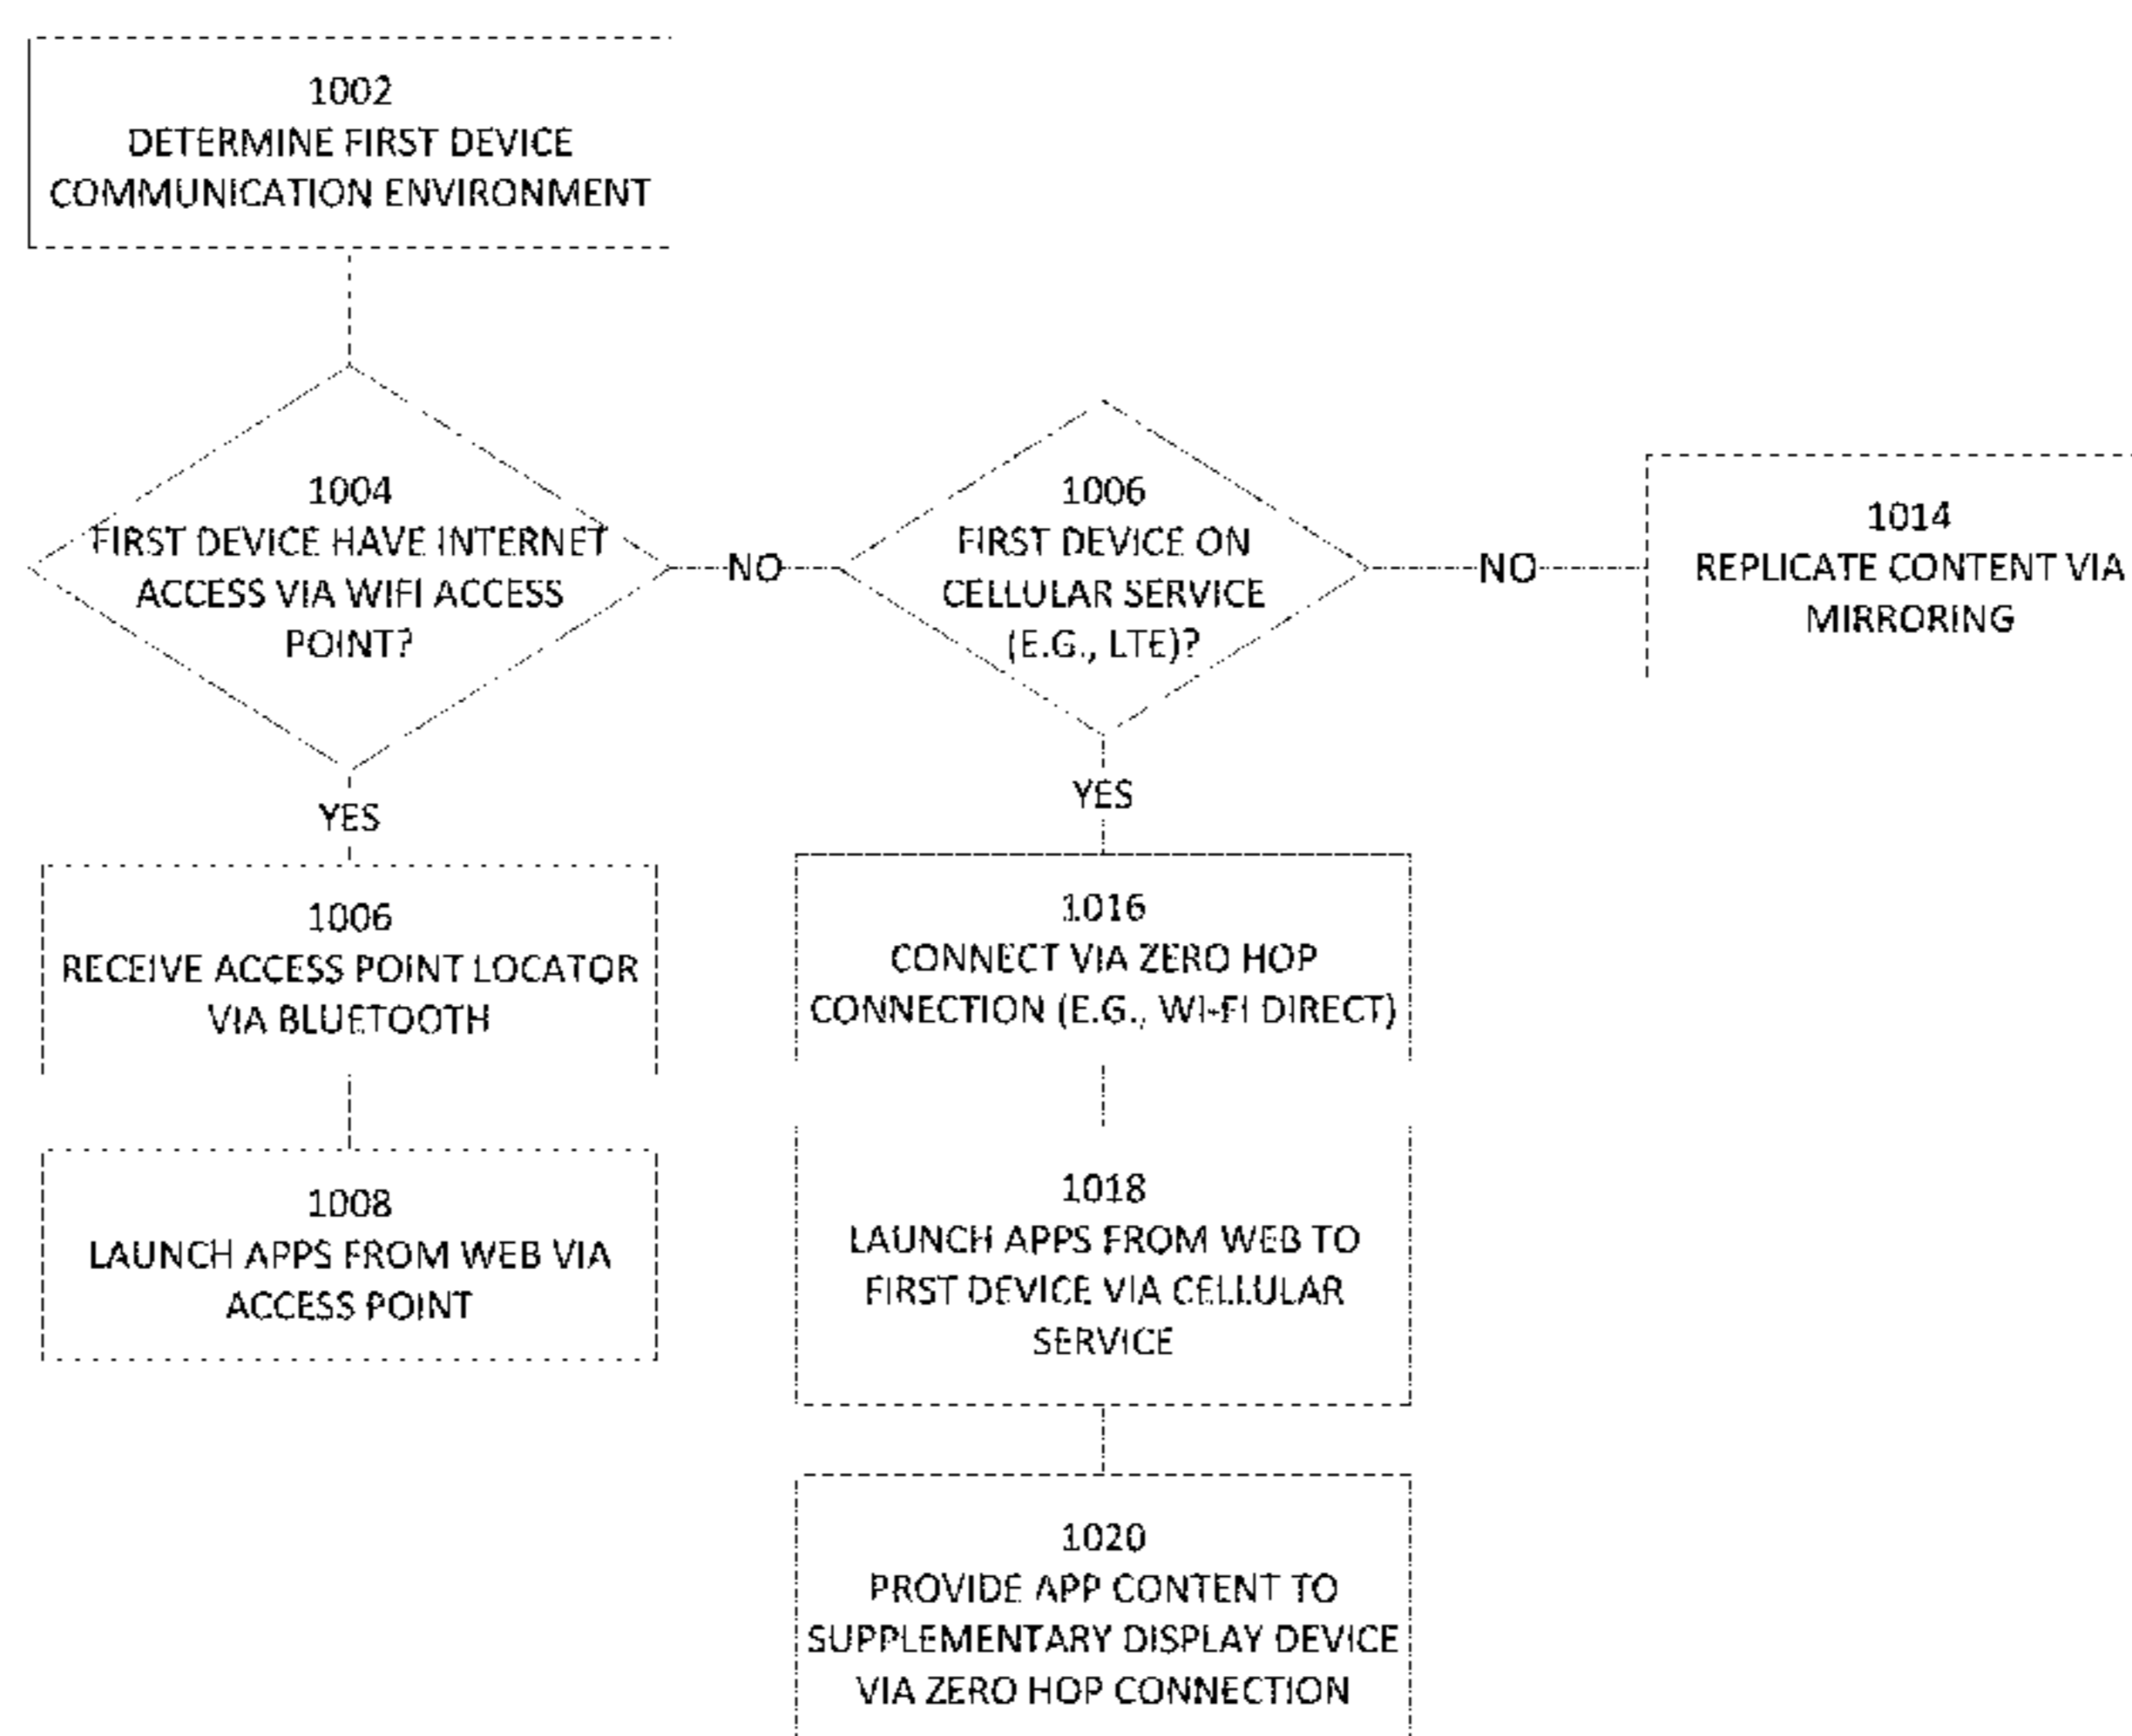 1002
DETERMINE FIRST DEVICE
COMMUNICATION ENVIRONMENT
1004
FIRST DEVICE HAVE INTERNET
ACCESS VIA WIFI ACCESS
POINT?
NO
1006
FIRST DEVICE ON
CELLULAR SERVICE
(E.G., LTE)?
NO
1014
REPLICATE CONTENT VIA
MIRRORING
YES
1006
RECEIVE ACCESS POINT LOCATOR
VIA BLUETOOTH
1008
LAUNCH APPS FROM WEB VIA
ACCESS POINT
YES
1016
CONNECT VIA ZERO HOP
CONNECTION (E.G., WI-FI DIRECT)
1018
LAUNCH APPS FROM WEB TO
FIRST DEVICE VIA CELLULAR
SERVICE
1020
PROVIDE APP CONTENT TO
SUPPLEMENTARY DISPLAY DEVICE
VIA ZERO HOP CONNECTION